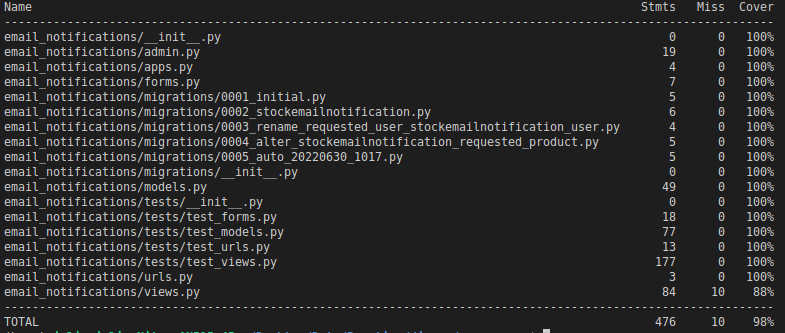 Name Stmts Miss Cover
--------------------------------------------------------------------------------------------------------------
email_notifications/__init__.py 0 0 100%
email_notifications/admin.py 19 0 100%
email_notifications/apps.py 4 0 100%
email_notifications/forms.py 7 0 100%
email_notifications/migrations/0001_initial.py 5 0 100%
email_notifications/migrations/0002_stockemailnotification.py 6 0 100%
email_notifications/migrations/0003_rename_requested_user_stockemailnotification_user.py 4 0 100%
email_notifications/migrations/0004_alter_stockemailnotification_requested_product.py 5 0 100%
email_notifications/migrations/0005_auto_20220630_1017.py 5 0 100%
email_notifications/migrations/__init__.py 0 0 100%
email_notifications/models.py 49 0 100%
email_notifications/tests/__init__.py 0 0 100%
email_notifications/tests/test_forms.py 18 0 100%
email_notifications/tests/test_models.py 77 0 100%
email_notifications/tests/test_urls.py 13 0 100%
email_notifications/tests/test_views.py 177 0 100%
email_notifications/urls.py 3 0 100%
email_notifications/views.py 84 10 88%
--------------------------------------------------------------------------------------------------------------
TOTAL 476 10 98%